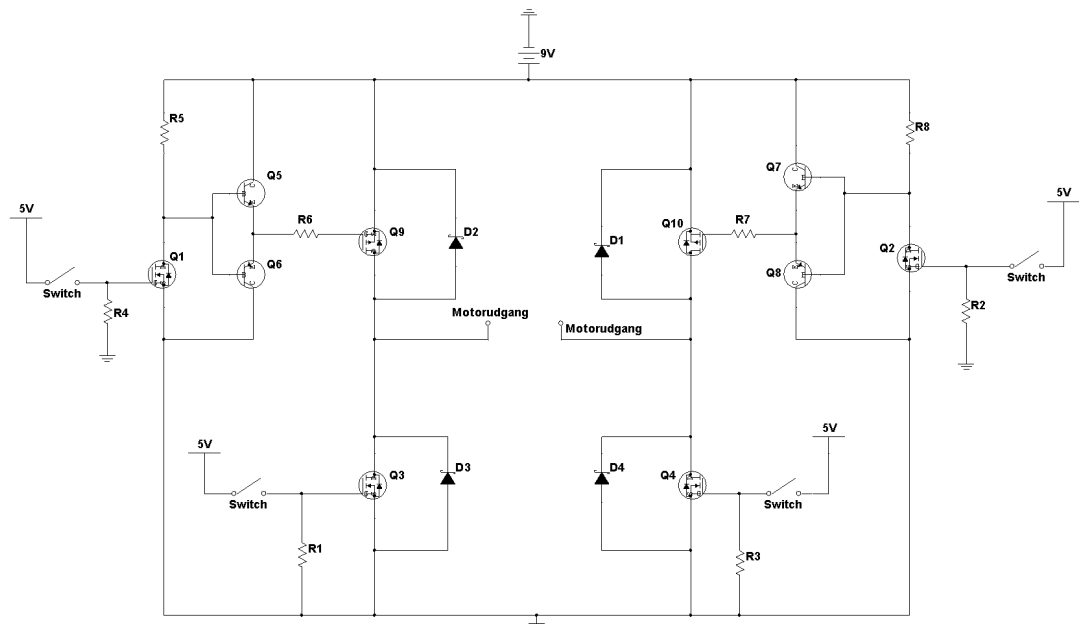 9V
R5
R8
Q5
Q7
5V
5V
R6
R7
Q9
D2
D1
Q10
Q1
Q6
Q8
Q2
Switch
Switch
R4
R2
Motorudgang
Motorudgang
5V
5V
Q3
D3
D4
Q4
Switch
Switch
R1
R3